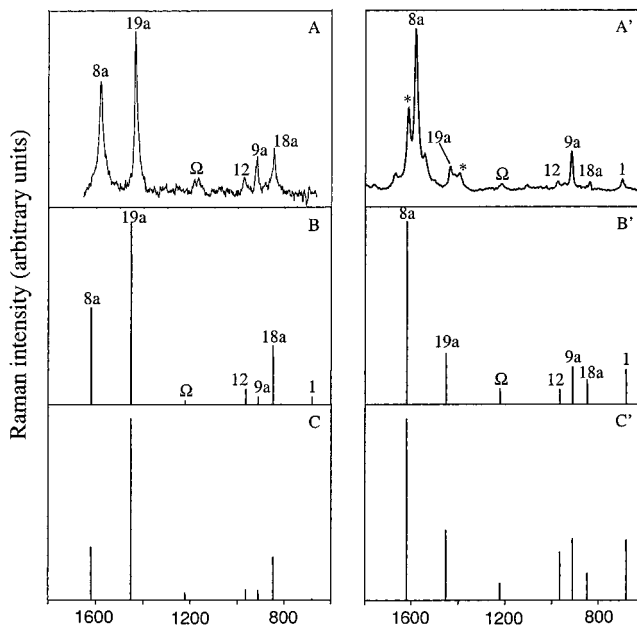 Raman intensity (arbitrary units)
A
8a
19a
Ω
12
9a
18a
A'
8a
*
19a
*
Ω
12
9a
18a
1
B
8a
19a
Ω
12
9a
18a
1
B'
8a
19a
Ω
12
9a
18a
1
C
C'
1600 1200 800
1600 1200 800